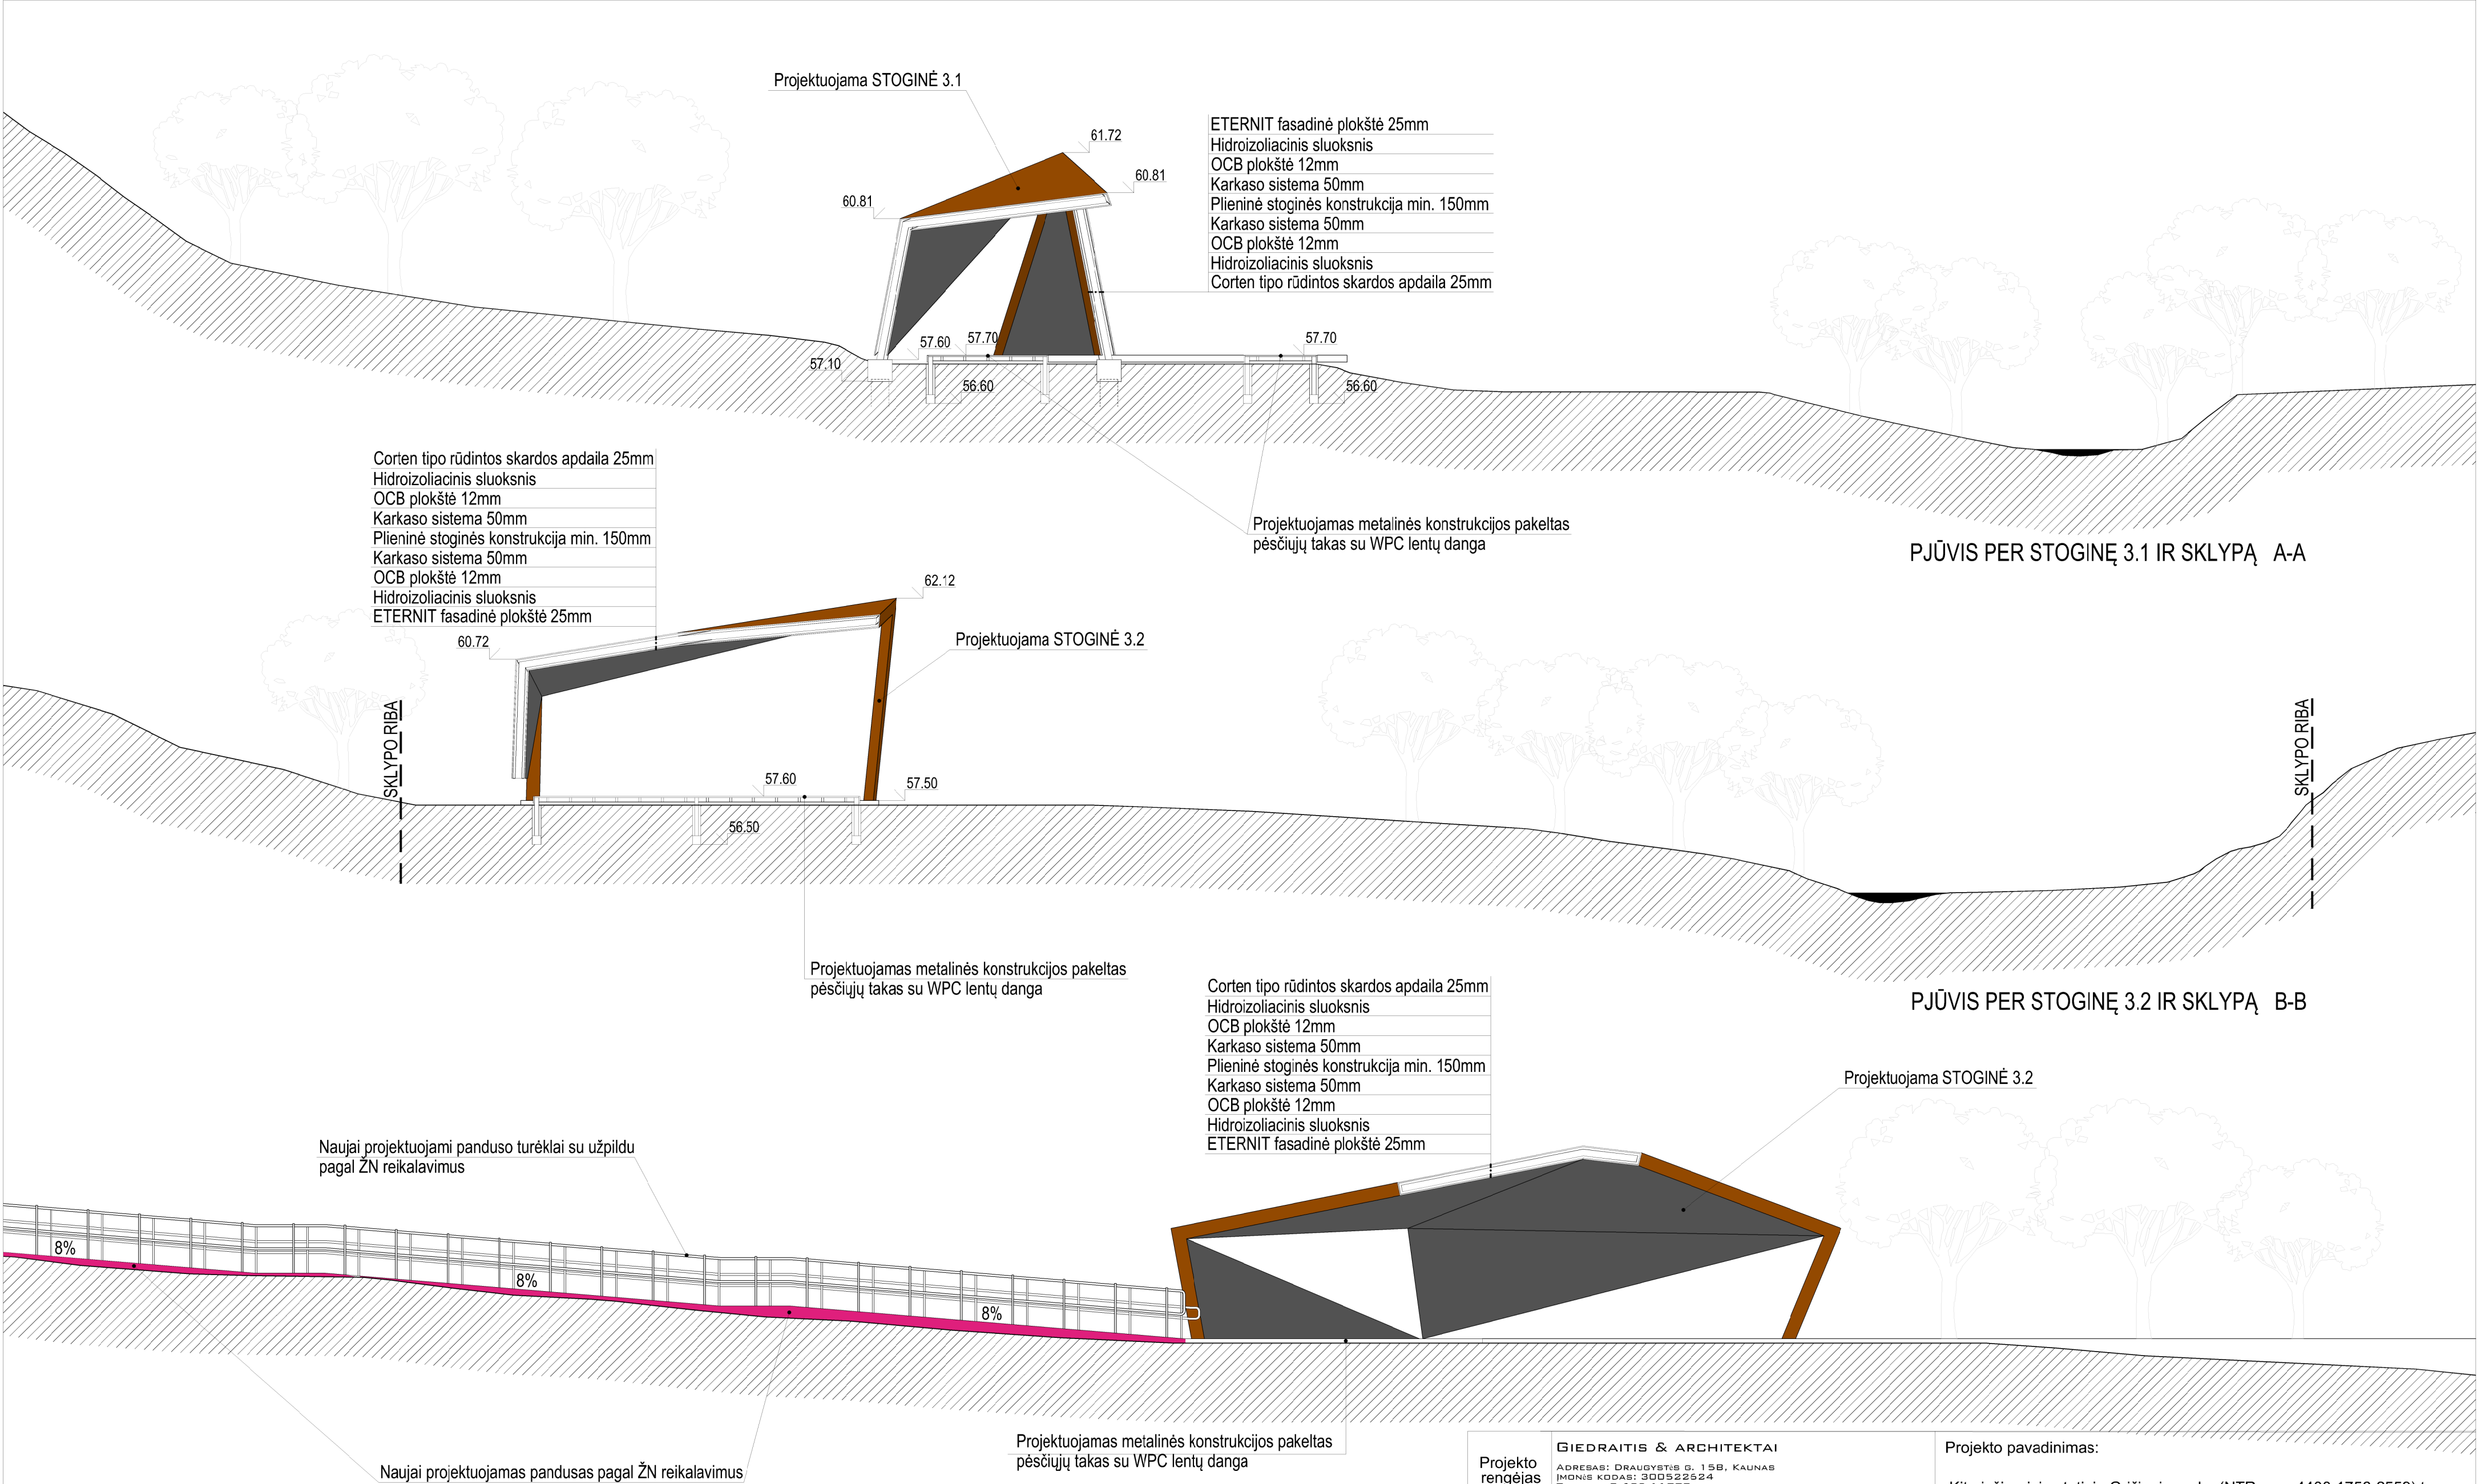 Projektuojama STOGINĖ 3.1
61.72
60.81
60.81
ETERNIT fasadinė plokštė 25mm
Hidroizoliacinis sluoksnis
OCB plokštė 12mm
Karkaso sistema 50mm
Plieninė stoginės konstrukcija min. 150mm
Karkaso sistema 50mm
OCB plokštė 12mm
Hidroizoliacinis sluoksnis
Corten tipo rūdintos skardos apdaila 25mm
57.10
57.60
57.70
57.70
56.60
56.60
Projektuojamas metalinės konstrukcijos pakeltas
pėsčiųjų takas su WPC lentų danga
PJŪVIS PER STOGINĘ 3.1 IR SKLYPĄ A-A
Corten tipo rūdintos skardos apdaila 25mm
Hidroizoliacinis sluoksnis
OCB plokštė 12mm
Karkaso sistema 50mm
Plieninė stoginės konstrukcija min. 150mm
Karkaso sistema 50mm
OCB plokštė 12mm
Hidroizoliacinis sluoksnis
ETERNIT fasadinė plokštė 25mm
60.72
62.12
Projektuojama STOGINĖ 3.2
SKLYPO RIBA
SKLYPO RIBA
57.60
57.50
56.50
Projektuojamas metalinės konstrukcijos pakeltas
pėsčiųjų takas su WPC lentų danga
PJŪVIS PER STOGINĘ 3.2 IR SKLYPĄ B-B
Corten tipo rūdintos skardos apdaila 25mm
Hidroizoliacinis sluoksnis
OCB plokštė 12mm
Karkaso sistema 50mm
Plieninė stoginės konstrukcija min. 150mm
Karkaso sistema 50mm
OCB plokštė 12mm
Hidroizoliacinis sluoksnis
ETERNIT fasadinė plokštė 25mm
Projektuojama STOGINĖ 3.2
Naujai projektuojami panduso turėklai su užpildu
pagal ŽN reikalavimus
8%
8%
8%
Naujai projektuojamas pandusas pagal ŽN reikalavimus
Projektuojamas metalinės konstrukcijos pakeltas
pėsčiųjų takas su WPC lentų danga
Projekto
rengėjas
GIEDRAITIS & ARCHITEKTAI
ADRESAS: DRAUGYSTĖS G. 15B, KAUNAS
ĮMONĖS KODAS: 300522624
Projekto pavadinimas: